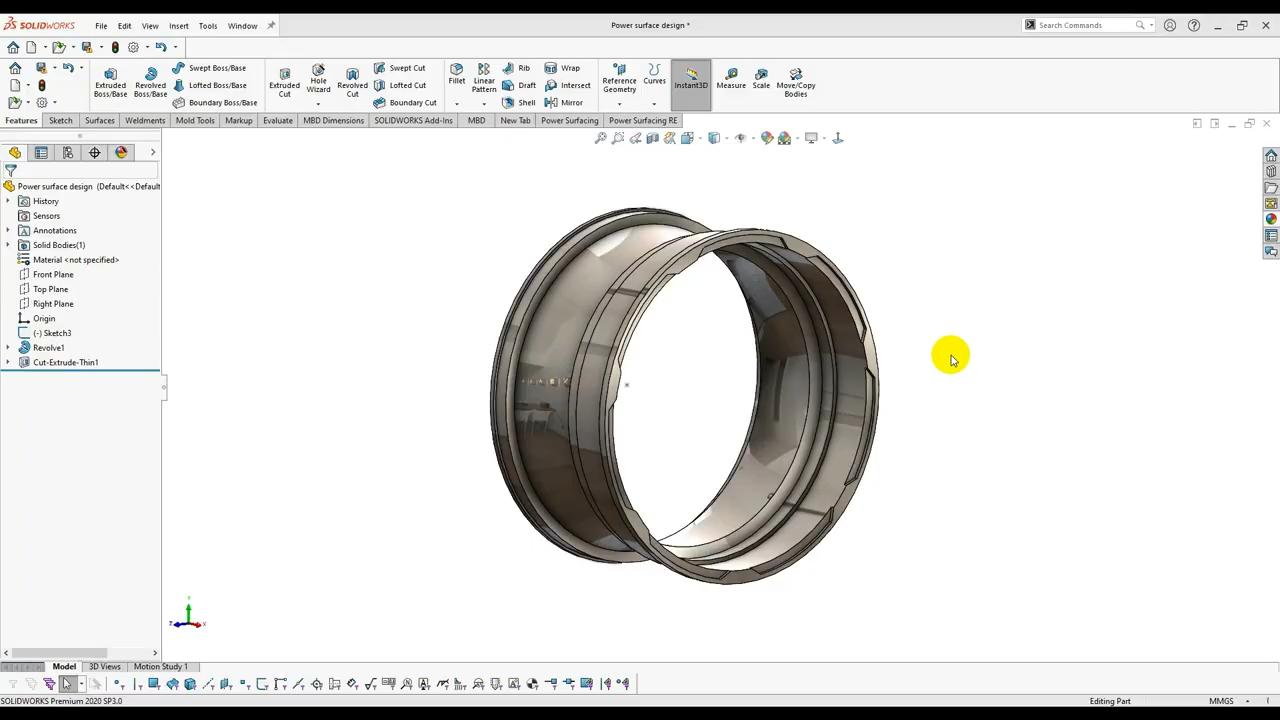 SOLIDWORKS File Edit View Insert Tools Window Power surface design * Search Commands
Extruded Boss/Base
Revolved Boss/Base
Swept Boss/Base
Lofted Boss/Base
Boundary Boss/Base
Extruded Cut
Hole Wizard
Revolved Cut
Swept Cut
Lofted Cut
Boundary Cut
Fillet
Linear Pattern
Rib
Draft
Shell
Wrap
Intersect
Mirror
Reference Geometry
Curves
Instant3D
Measure
Scale
Move/Copy Bodies
Features Sketch Surfaces Weldments Mold Tools Markup Evaluate MBD Dimensions SOLIDWORKS Add-Ins MBD New Tab Power Surfacing Power Surfacing RE
Power surface design (Default<<Default
History
Sensors
Annotations
Solid Bodies(1)
Material <not specified>
Front Plane
Top Plane
Right Plane
Origin
(-) Sketch3
Revolve1
Cut-Extrude-Thin1
Y
Z X
Model 3D Views Motion Study 1
SOLIDWORKS Premium 2020 SP3.0 Editing Part MMGS